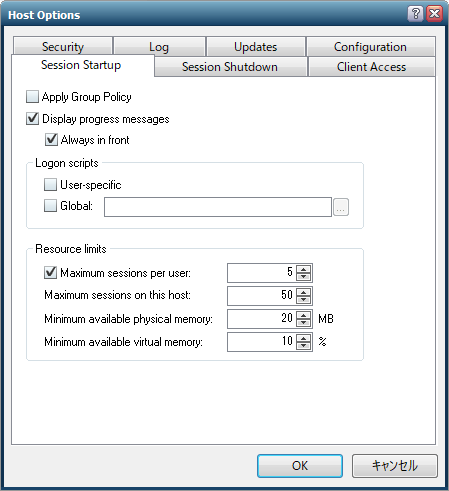 Host Options
Security Log Updates Configuration
Session Startup Session Shutdown Client Access
Apply Group Policy
Display progress messages
Always in front
Logon scripts
User-specific
Global: ...
Resource limits
Maximum sessions per user: 5
Maximum sessions on this host: 50
Minimum available physical memory: 20 MB
Minimum available virtual memory: 10 %
OK キャンセル